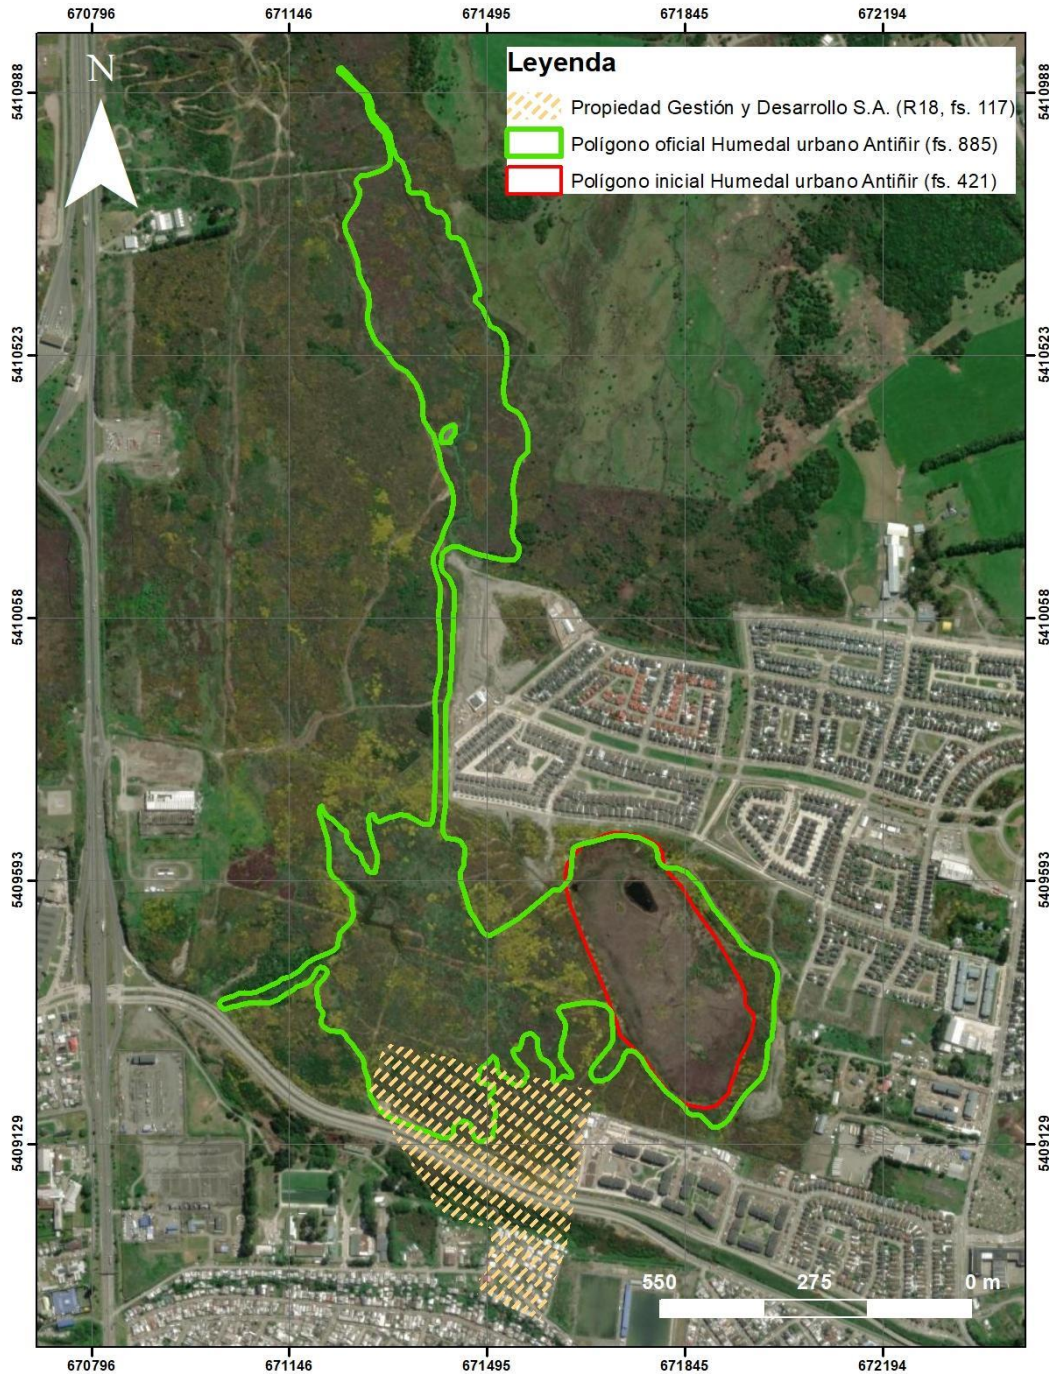 670796 671146 671495 671845 672194
N
Leyenda
Propiedad Gestión y Desarrollo S.A. (R18, fs. 117)
Polígono oficial Humedal urbano Antiñir (fs. 885)
Polígono inicial Humedal urbano Antiñir (fs. 421)
5410988 5410988
5410523 5410523
5410058 5410058
5409593 5409593
5409129 5409129
550 275 0 m
670796 671146 671495 671845 672194